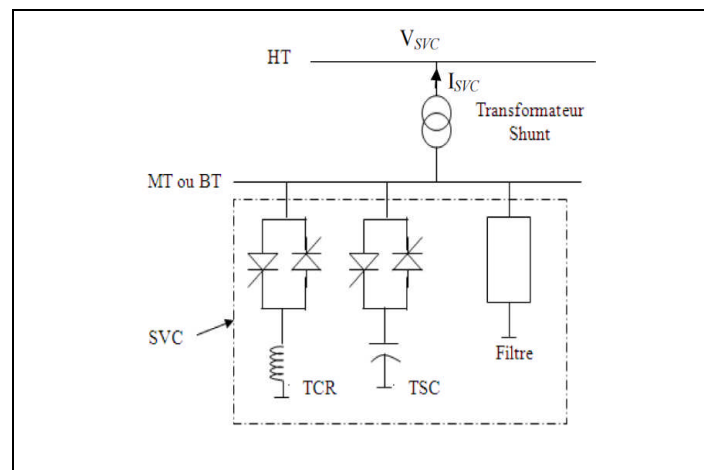 V_SVC
HT
I_SVC
Transformateur
Shunt
MT ou BT
SVC
Filtre
TCR
TSC